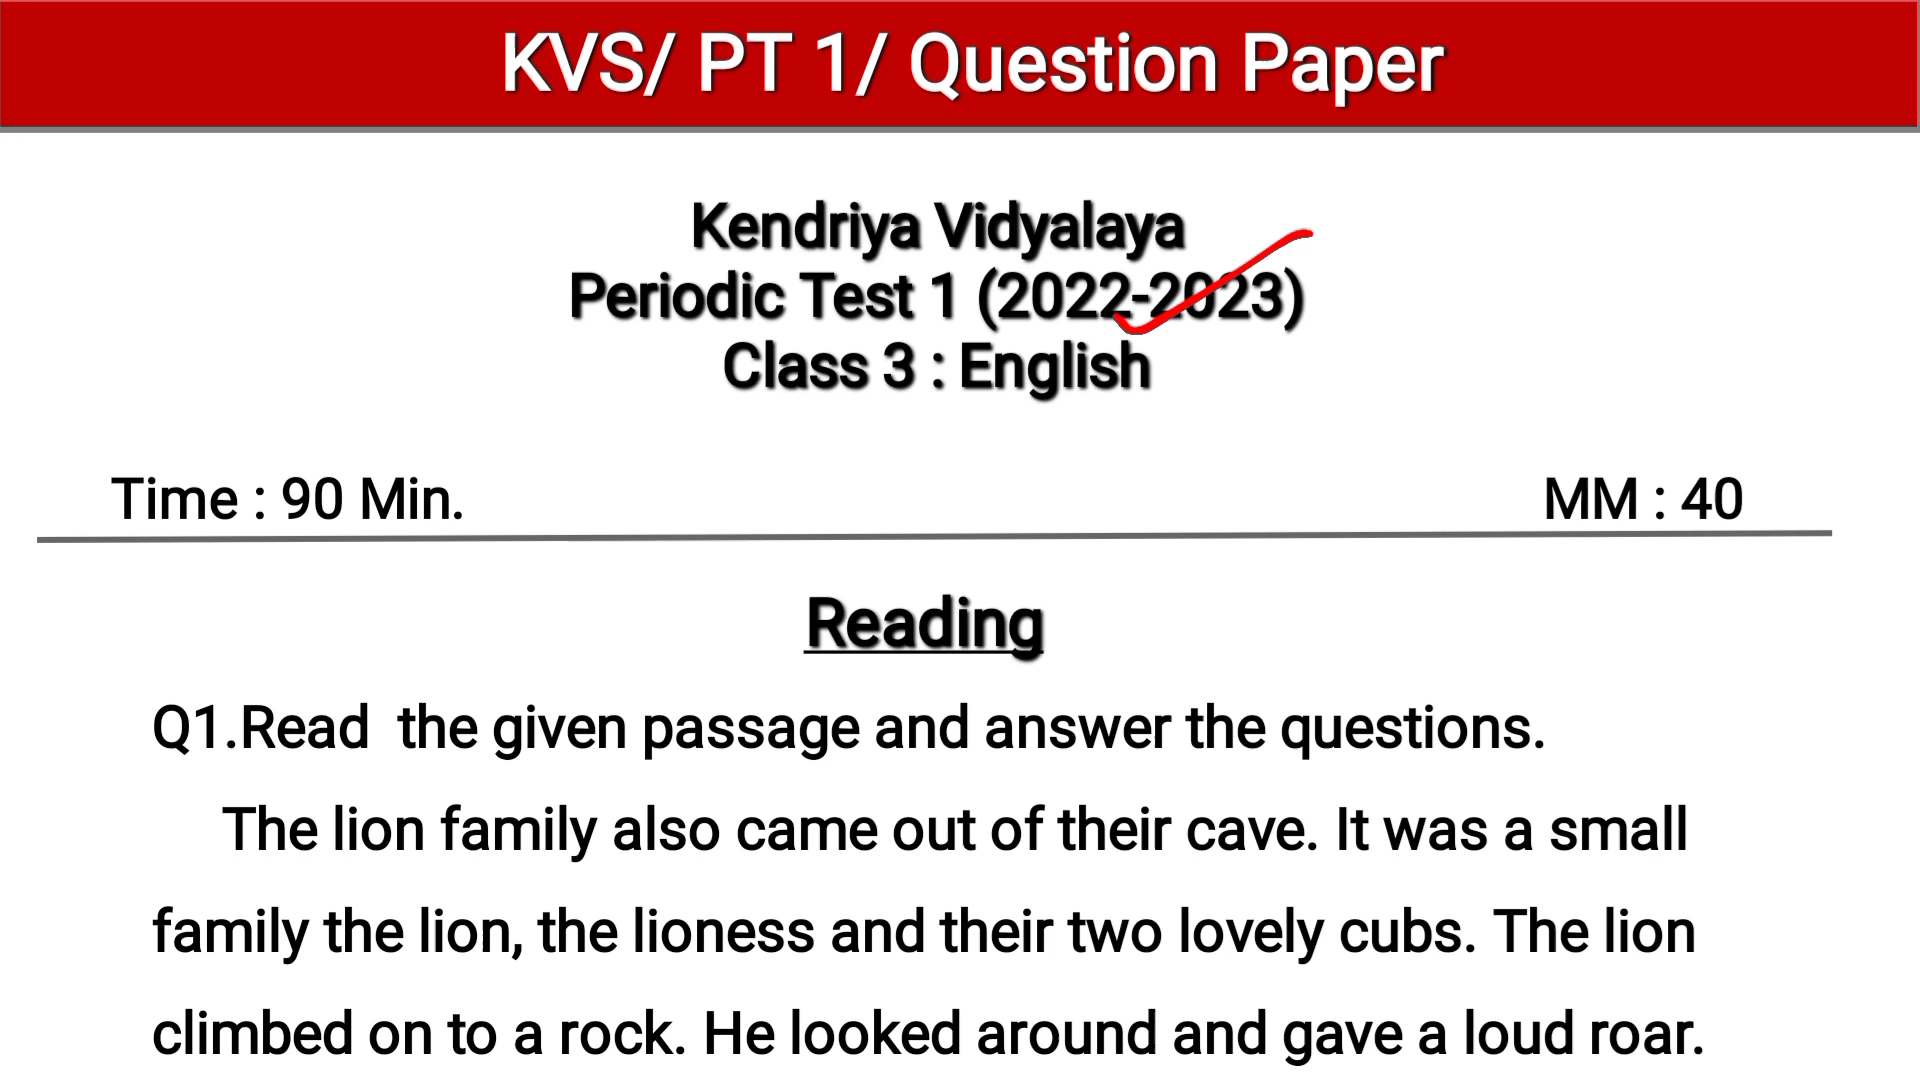 KVS/ PT 1/ Question Paper
Kendriya Vidyalaya
Periodic Test 1 (2022-2023)
Class 3 : English
Time : 90 Min.
MM : 40
Reading
Q1.Read  the given passage and answer the questions.
The lion family also came out of their cave. It was a small
family the lion, the lioness and their two lovely cubs. The lion
climbed on to a rock. He looked around and gave a loud roar.